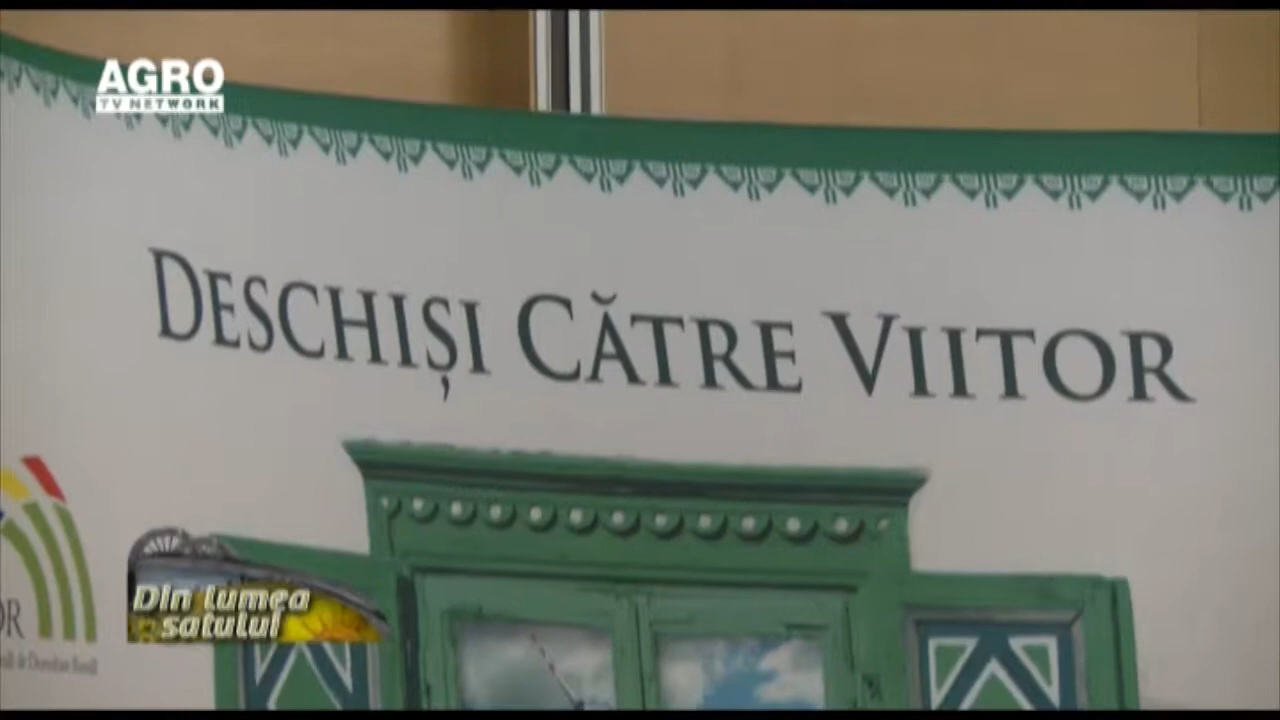 AGRO
TV NETWORK
DESCHIȘI CĂTRE VIITOR
Din lumea
satului